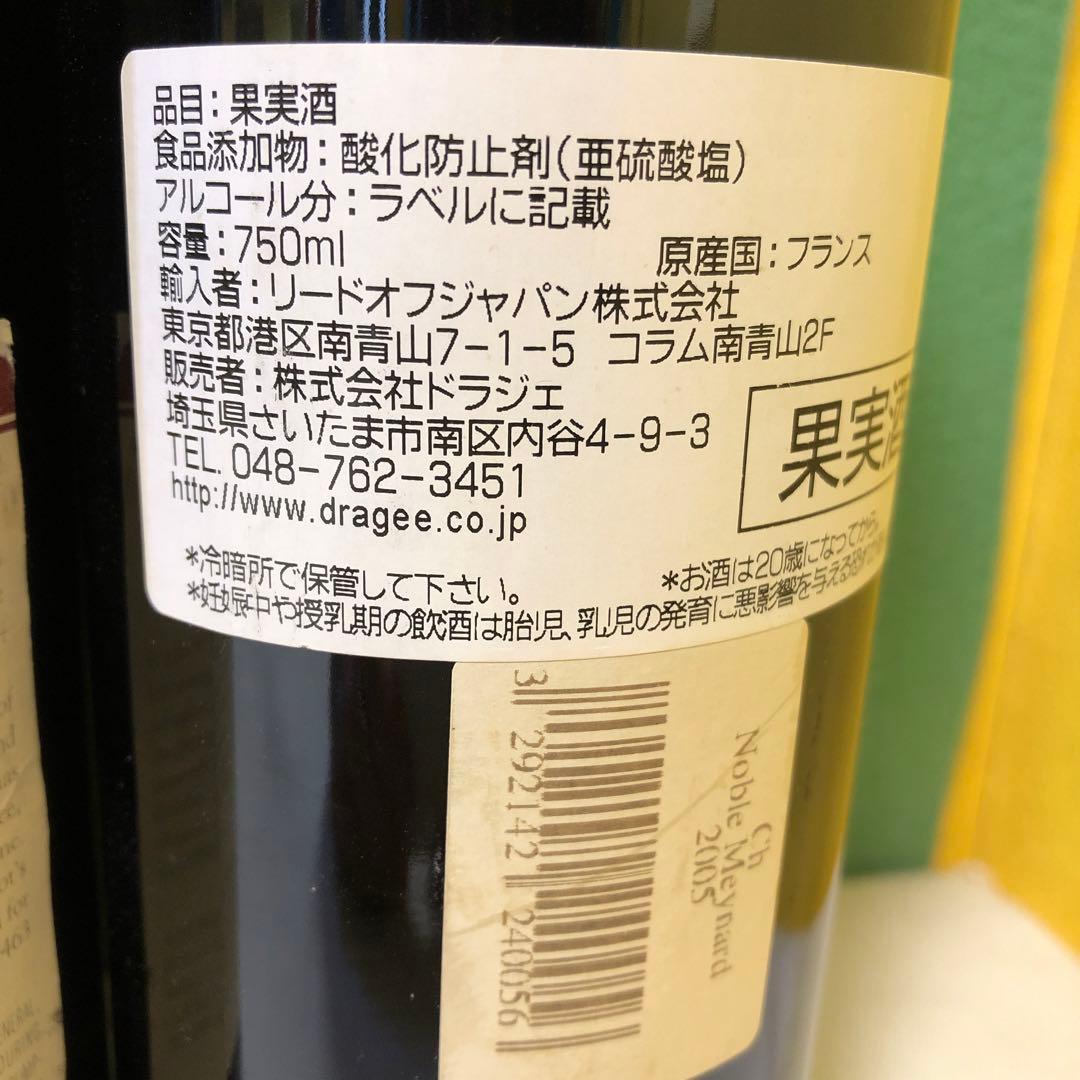 品目：果実酒
食品添加物：酸化防止剤(亜硫酸塩)
アルコール分：ラベルに記載
容量：750ml 原産国：フランス
輸入者：リードオフジャパン株式会社
東京都港区南青山7-1-5 コラム南青山2F
販売者：株式会社ドラジェ
埼玉県さいたま市南区内谷4-9-3
TEL. 048-762-3451
http://www.dragee.co.jp
果実酒
*冷暗所で保管して下さい。
*お酒は20歳になってから。
*妊娠中や授乳期の飲酒は胎児、乳児の発育に悪影響を与える恐れが
Ch
Noble Meynard
2005
3 292142 240056
of
for
463